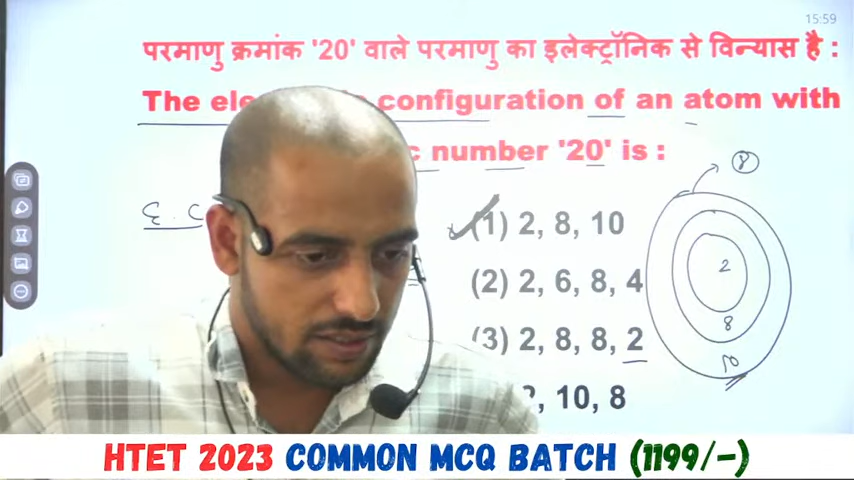 15:59
परमाणु क्रमांक '20' वाले परमाणु का इलेक्ट्रॉनिक से विन्यास है :
The configuration of an atom with
number '20' is :
8
ε.C
(1) 2, 8, 10
(2) 2, 6, 8, 4
(3) 2, 8, 8, 2
, 10, 8
2
8
10
HTET 2023 COMMON MCQ BATCH (1199/-)